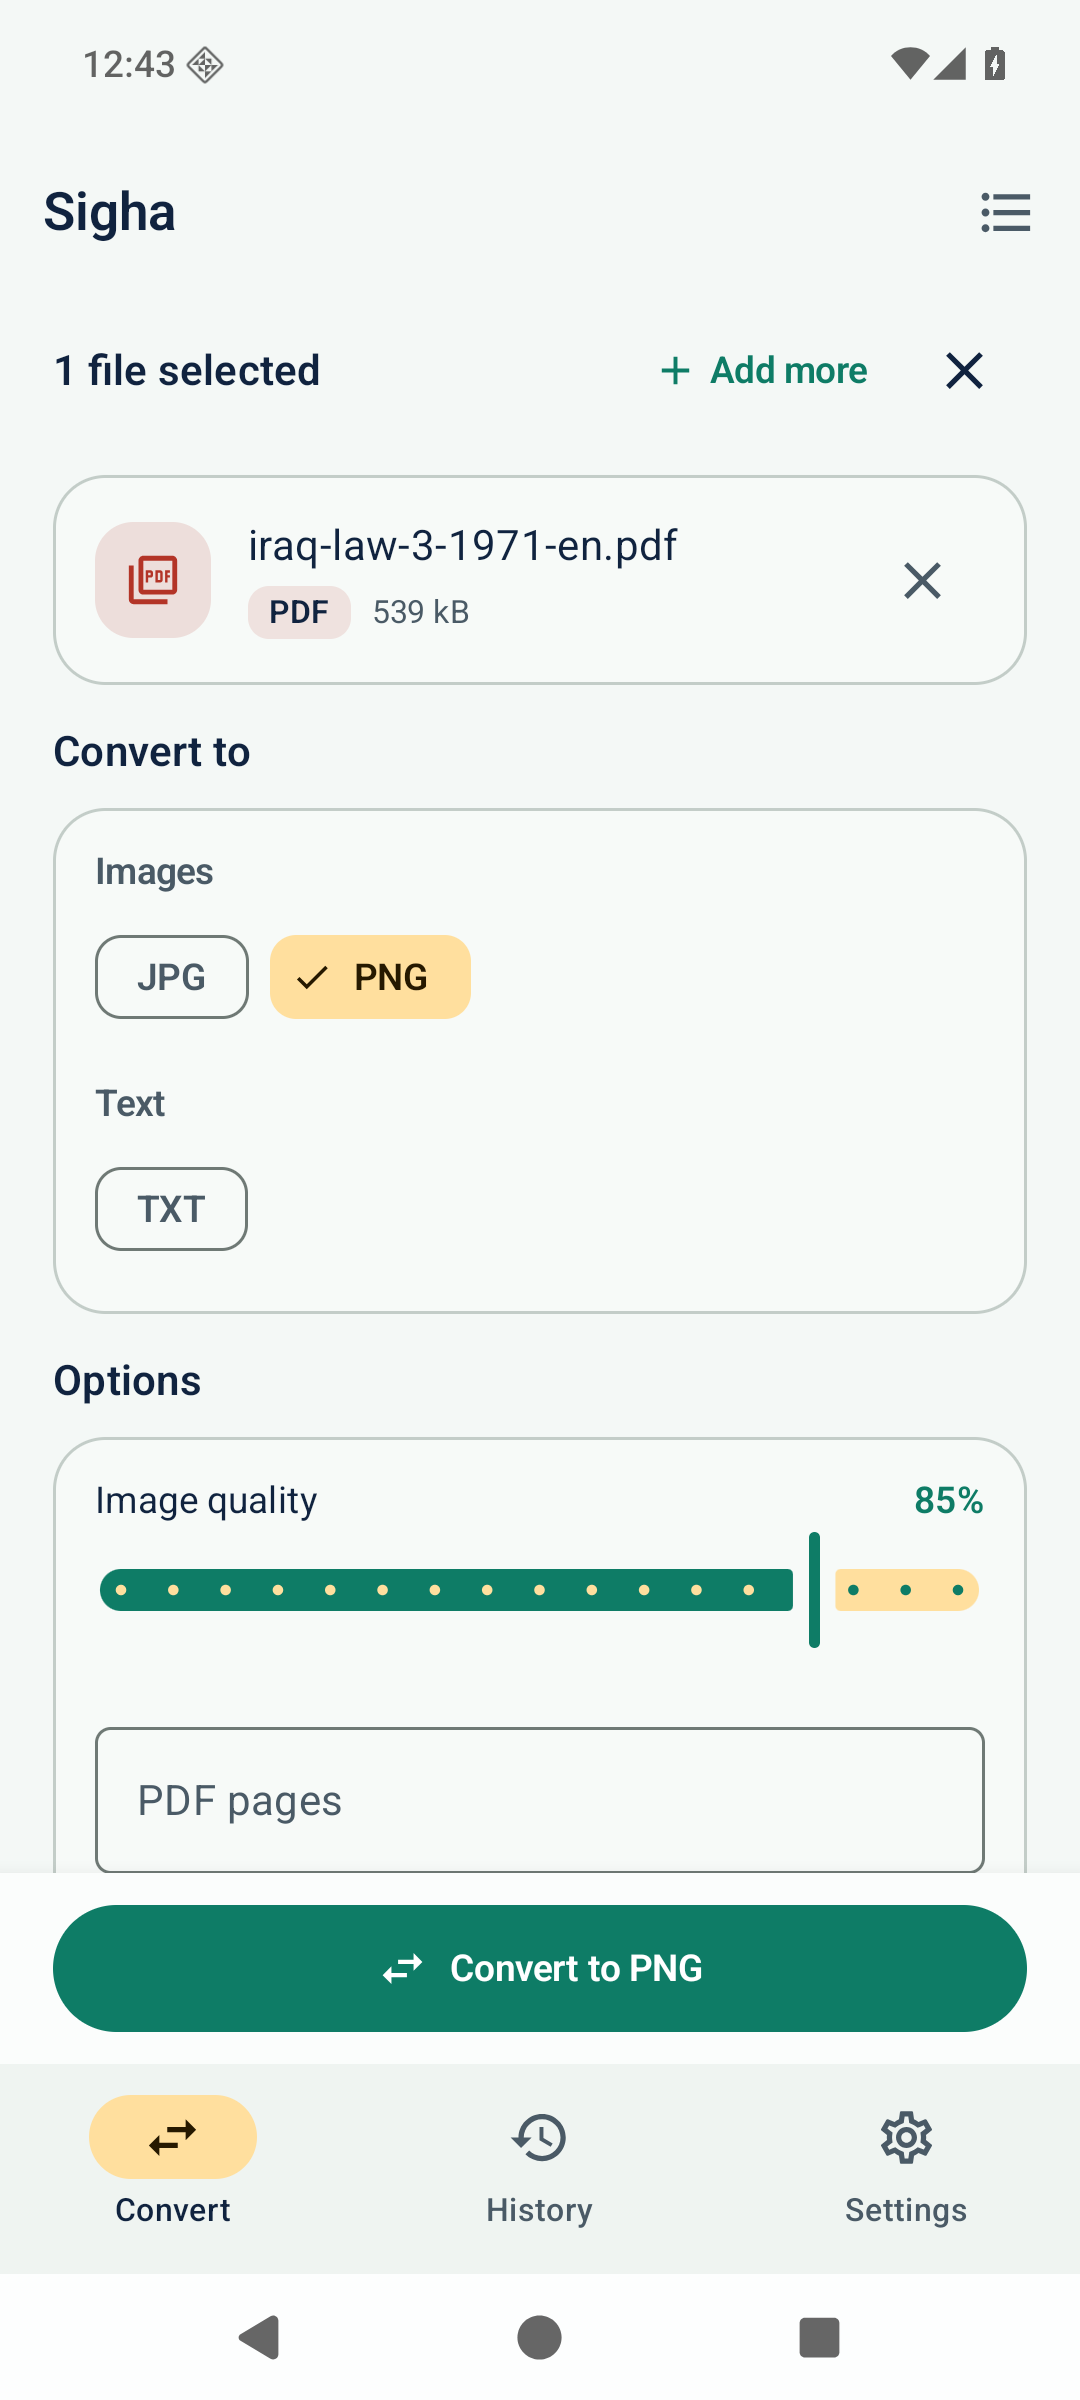 12:43
Sigha
1 file selected
Add more
PDF
iraq-law-3-1971-en.pdf
PDF 539 kB
Convert to
Images
JPG PNG
Text
TXT
Options
Image quality 85%
PDF pages
Convert to PNG
Convert History Settings